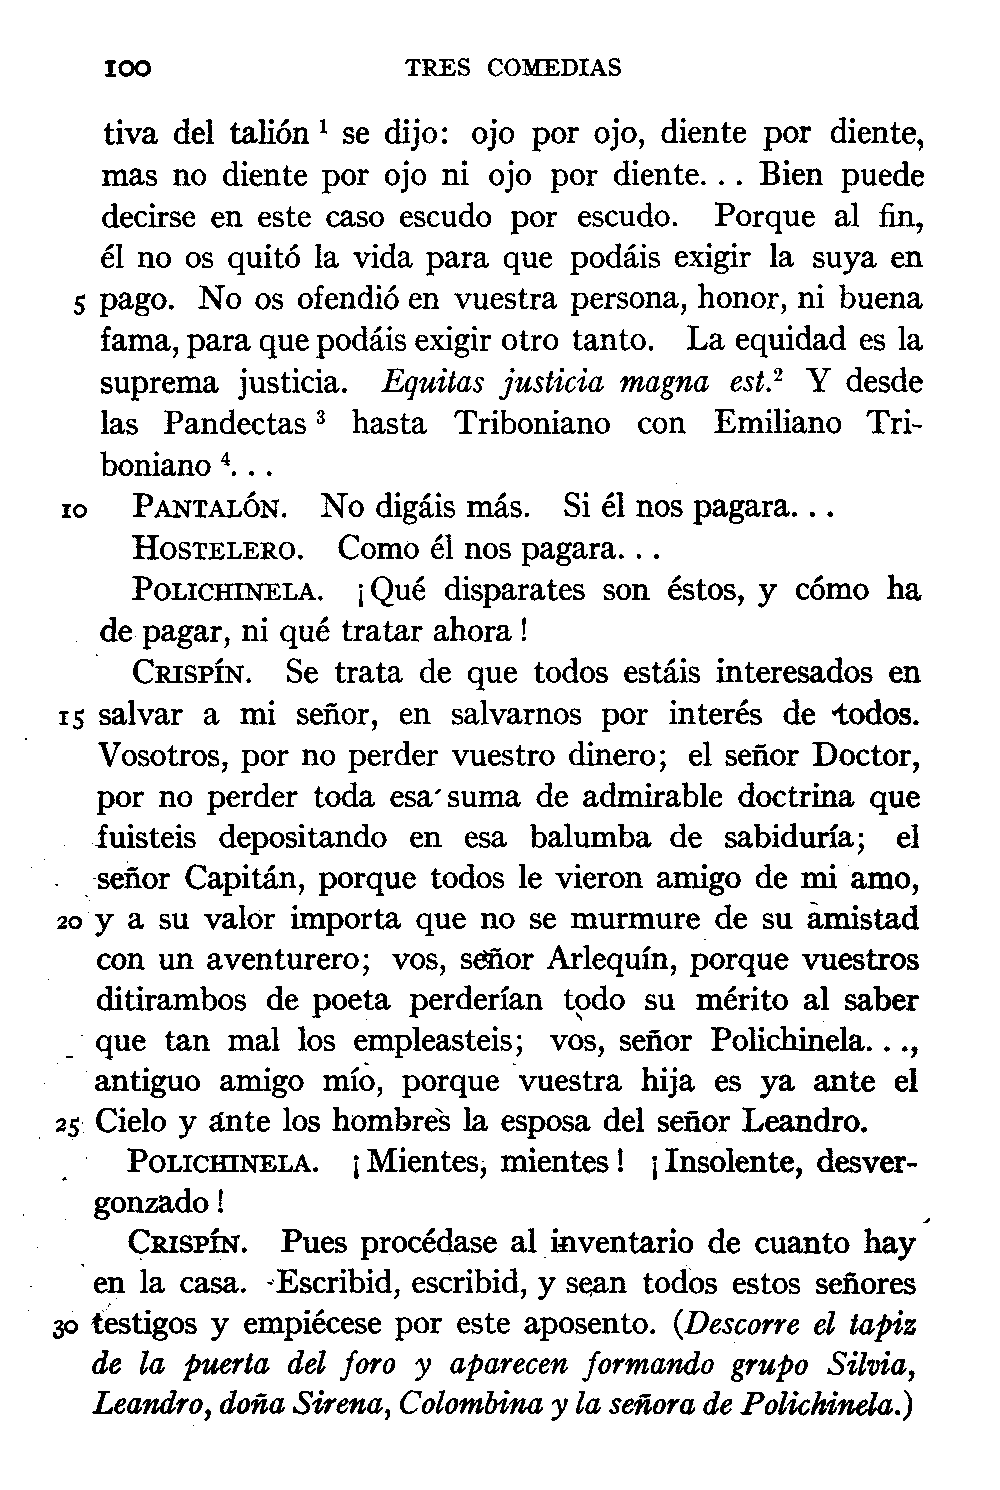 100 TRES COMEDIAS
tiva del talión ¹ se dijo: ojo por ojo, diente por diente,
mas no diente por ojo ni ojo por diente. . . Bien puede
decirse en este caso escudo por escudo. Porque al fin,
él no os quitó la vida para que podáis exigir la suya en
5 pago. No os ofendió en vuestra persona, honor, ni buena
fama, para que podáis exigir otro tanto. La equidad es la
suprema justicia. Equitas justicia magna est.² Y desde
las Pandectas ³ hasta Triboniano con Emiliano Tri-
boniano ⁴. . .
10 PANTALÓN. No digáis más. Si él nos pagara. . .
HOSTELERO. Como él nos pagara. . .
POLICHINELA. ¡Qué disparates son éstos, y cómo ha
de pagar, ni qué tratar ahora!
CRISPÍN. Se trata de que todos estáis interesados en
15 salvar a mi señor, en salvarnos por interés de todos.
Vosotros, por no perder vuestro dinero; el señor Doctor,
por no perder toda esa suma de admirable doctrina que
fuisteis depositando en esa balumba de sabiduría; el
señor Capitán, porque todos le vieron amigo de mi amo,
20 y a su valor importa que no se murmure de su amistad
con un aventurero; vos, señor Arlequín, porque vuestros
ditirambos de poeta perderían todo su mérito al saber
que tan mal los empleasteis; vos, señor Polichinela. . .,
antiguo amigo mío, porque vuestra hija es ya ante el
25 Cielo y ante los hombres la esposa del señor Leandro.
POLICHINELA. ¡Mientes, mientes! ¡Insolente, desver-
gonzado!
CRISPÍN. Pues procédase al inventario de cuanto hay
en la casa. Escribid, escribid, y sean todos estos señores
30 testigos y empiécese por este aposento. (Descorre el tapiz
de la puerta del foro y aparecen formando grupo Silvia,
Leandro, doña Sirena, Colombina y la señora de Polichinela.)